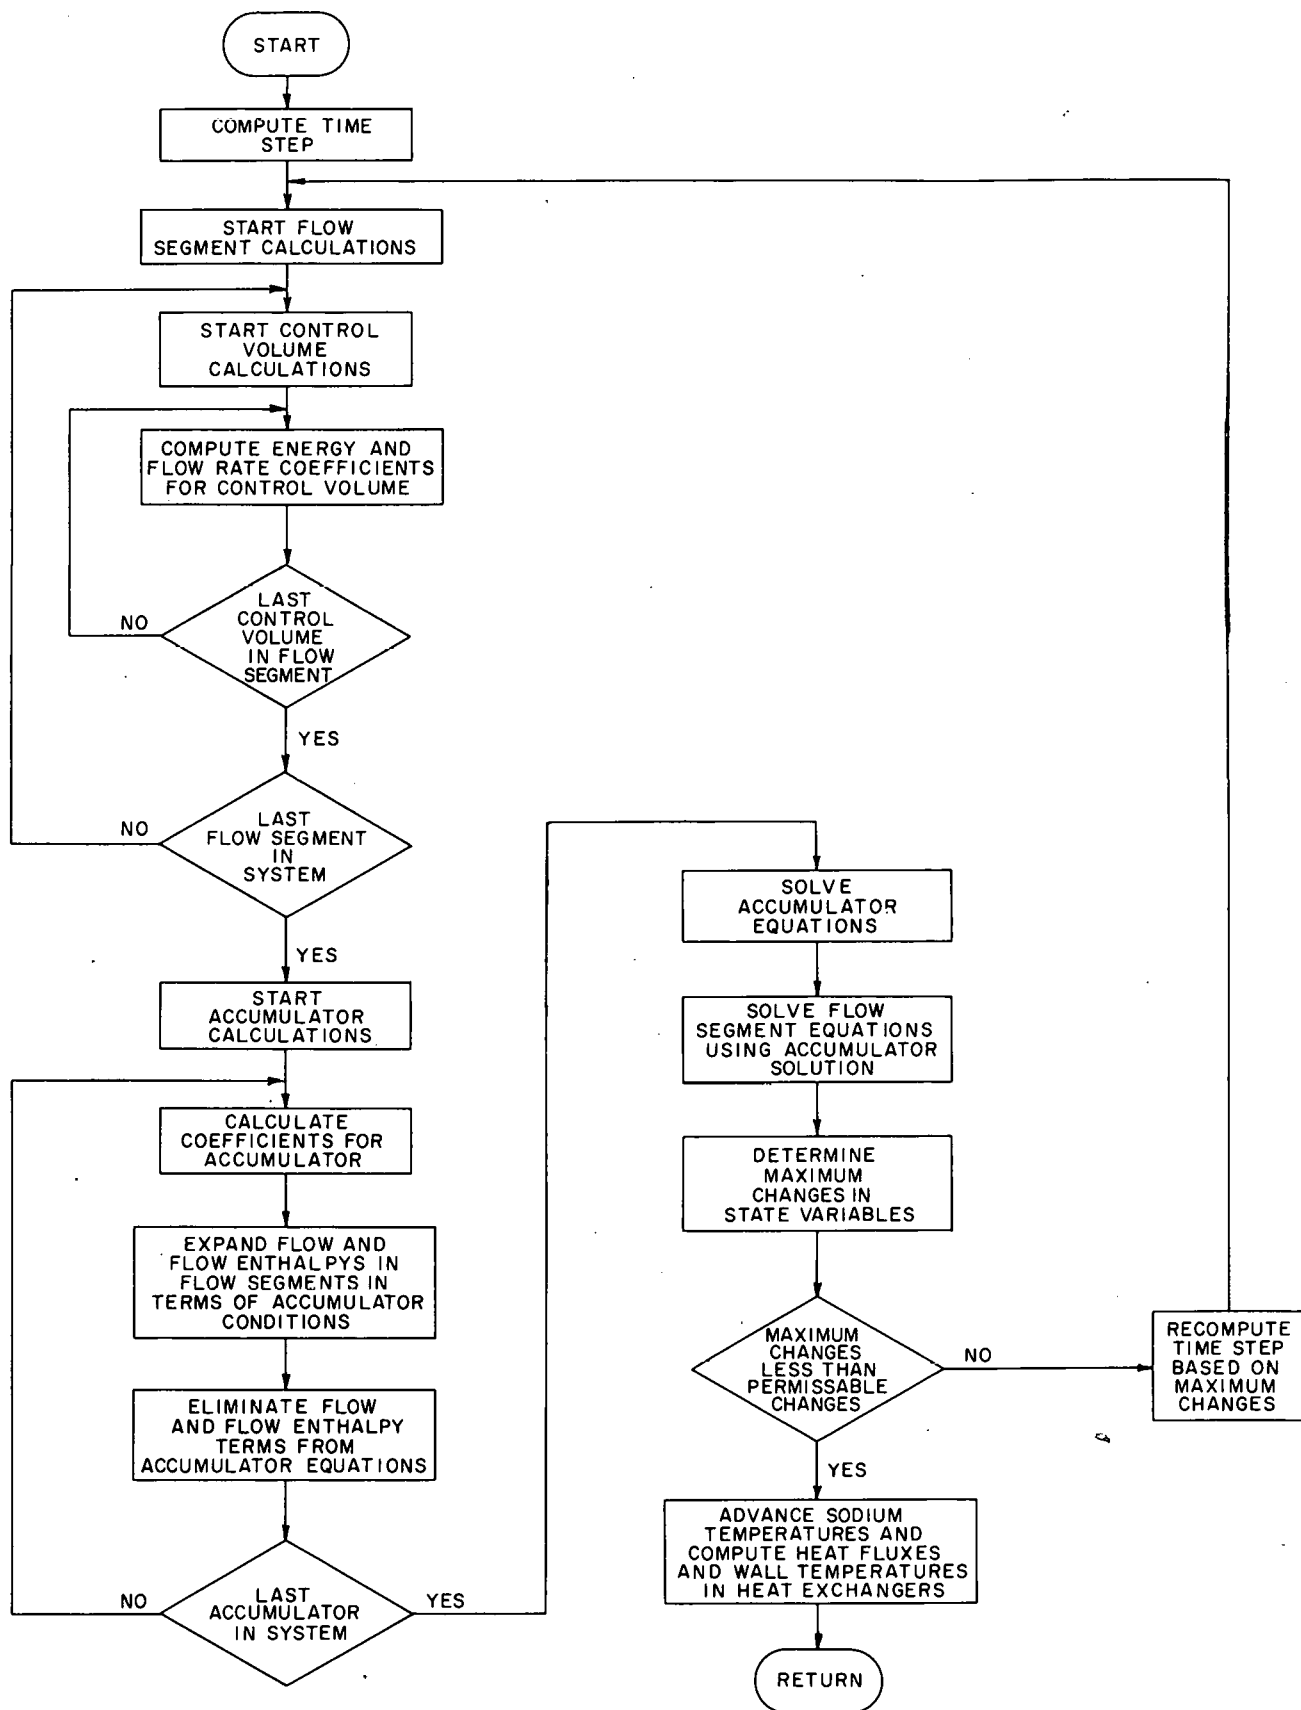 START
COMPUTE TIME
STEP
START FLOW
SEGMENT CALCULATIONS
START CONTROL
VOLUME
CALCULATIONS
COMPUTE ENERGY AND
FLOW RATE COEFFICIENTS
FOR CONTROL VOLUME
LAST
CONTROL
VOLUME
IN FLOW
SEGMENT
NO
YES
LAST
FLOW SEGMENT
IN
SYSTEM
NO
YES
START
ACCUMULATOR
CALCULATIONS
CALCULATE
COEFFICIENTS FOR
ACCUMULATOR
EXPAND FLOW AND
FLOW ENTHALPYS IN
FLOW SEGMENTS IN
TERMS OF ACCUMULATOR
CONDITIONS
ELIMINATE FLOW
AND FLOW ENTHALPY
TERMS FROM
ACCUMULATOR EQUATIONS
LAST
ACCUMULATOR
IN SYSTEM
NO
YES
SOLVE
ACCUMULATOR
EQUATIONS
SOLVE FLOW
SEGMENT EQUATIONS
USING ACCUMULATOR
SOLUTION
DETERMINE
MAXIMUM
CHANGES IN
STATE VARIABLES
MAXIMUM
CHANGES
LESS THAN
PERMISSABLE
CHANGES
NO
RECOMPUTE
TIME STEP
BASED ON
MAXIMUM
CHANGES
YES
ADVANCE SODIUM
TEMPERATURES AND
COMPUTE HEAT FLUXES
AND WALL TEMPERATURES
IN HEAT EXCHANGERS
RETURN